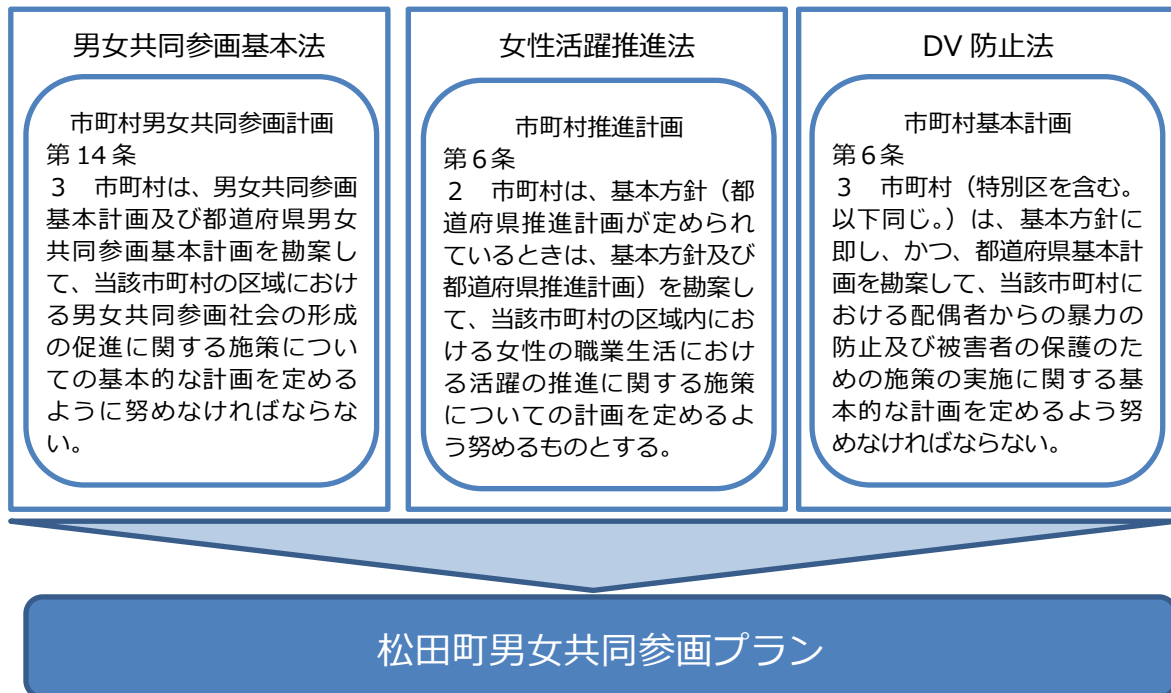 男女共同参画基本法
市町村男女共同参画計画
第14条
3 市町村は、男女共同参画
基本計画及び都道府県男女
共同参画基本計画を勘案し
て、当該市町村の区域におけ
る男女共同参画社会の形成
の促進に関する施策につい
ての基本的な計画を定める
ように努めなければならな
い。
女性活躍推進法
市町村推進計画
第6条
2 市町村は、基本方針（都
道府県推進計画が定められ
ているときは、基本方針及び
都道府県推進計画）を勘案し
て、当該市町村の区域内にお
ける女性の職業生活におけ
る活躍の推進に関する施策
についての計画を定めるよ
う努めるものとする。
DV防止法
市町村基本計画
第6条
3 市町村（特別区を含む。
以下同じ。）は、基本方針に
即し、かつ、都道府県基本計
画を勘案して、当該市町村に
おける配偶者からの暴力の
防止及び被害者の保護のた
めの施策の実施に関する基
本的な計画を定めるよう努
めなければならない。
松田町男女共同参画プラン